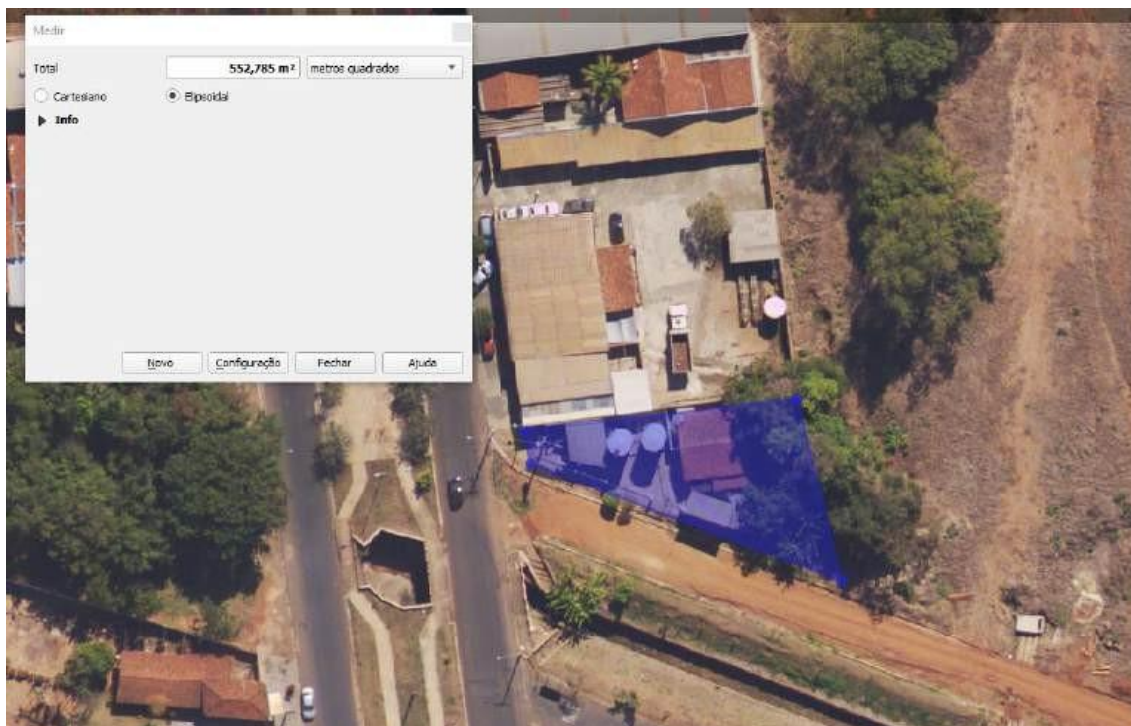 Medir
Total 552,785 m² metros quadrados
Cartesiano Elipsoidal
Info
Novo Configuração Fechar Ajuda